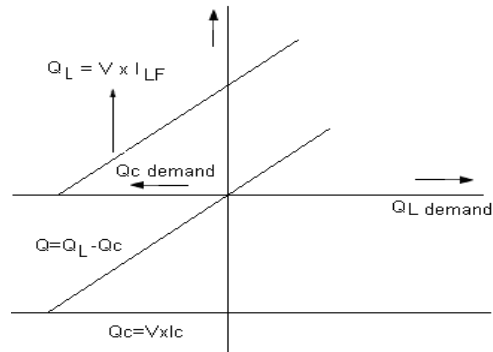 Q_L = V x I_LF
Qc demand
Q_L demand
Q=Q_L-Qc
Qc=VxIc